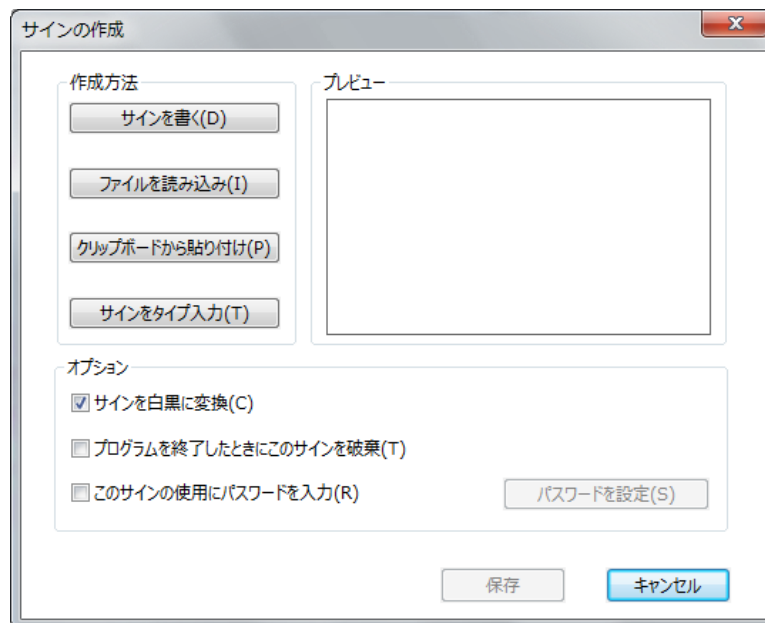 サインの作成
作成方法
サインを書く(D)
ファイルを読み込み(I)
クリップボードから貼り付け(P)
サインをタイプ入力(T)
プレビュー
オプション
サインを白黒に変換(C)
プログラムを終了したときにこのサインを破棄(T)
このサインの使用にパスワードを入力(R)
パスワードを設定(S)
保存
キャンセル